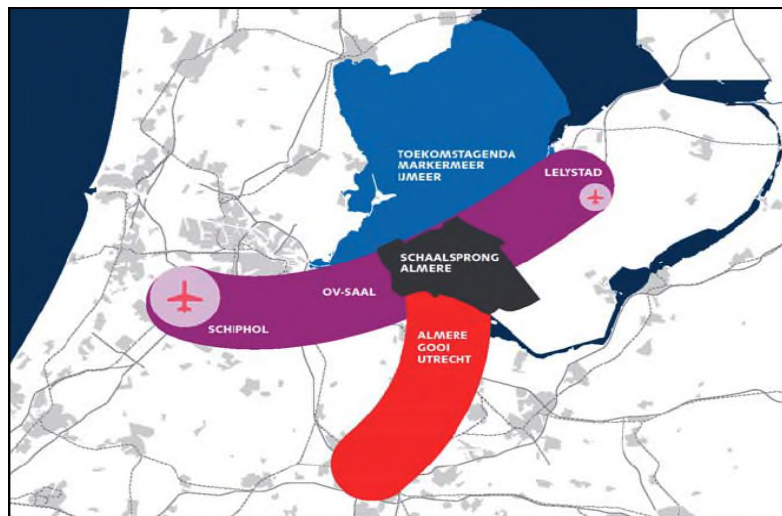 TOEKOMSTAGENDA
MARKERMEER
IJMEER
LELYSTAD
SCHAALSPRONG
ALMERE
OV-SAAL
SCHIPHOL
ALMERE
GOOI
UTRECHT